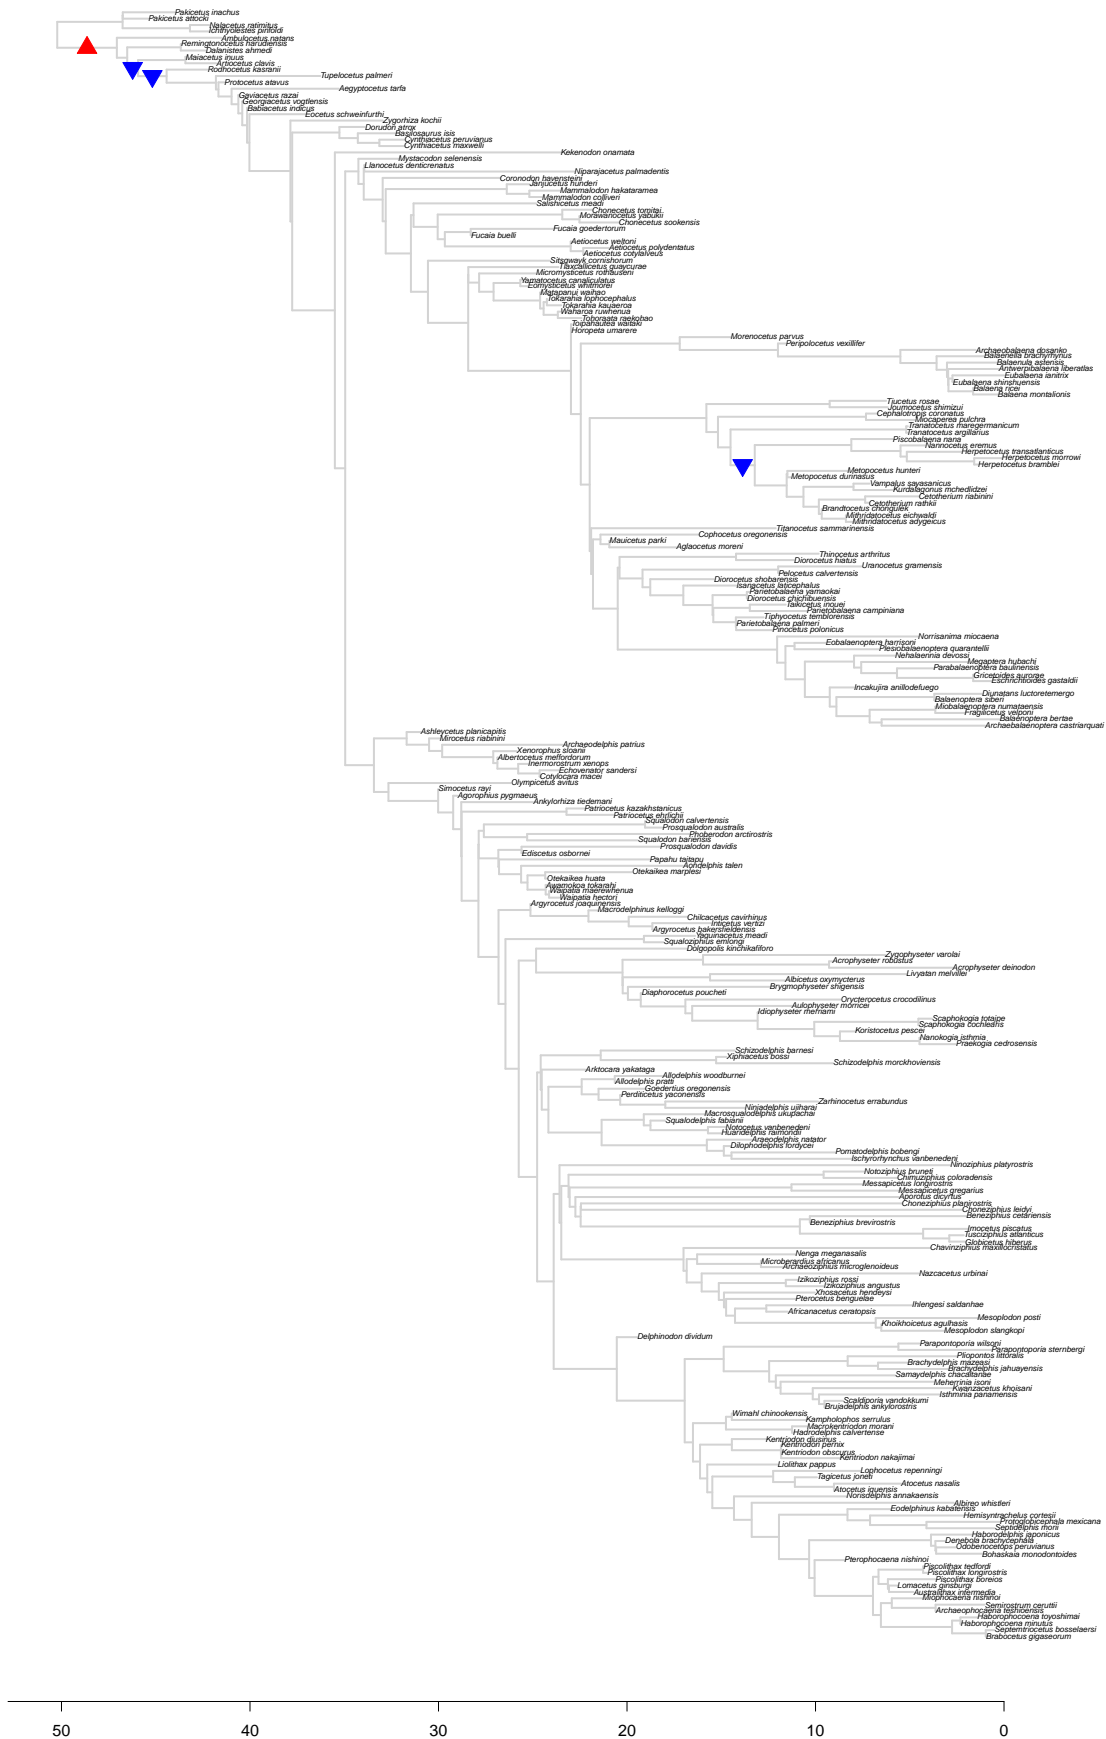 Pakicetus inachus
Pakicetus attocki
Nalacetus ratimitus
Ichthyolestes pinfoldi
Ambulocetus natans
Remingtonocetus harudiensis
Dalanistes ahmedi
Maiacetus inuus
Artiocetus clavis
Rodhocetus kasranii
Tupelocetus palmeri
Protocetus atavus
Aegyptocetus tarfa
Gaviacetus razai
Georgiacetus vogtlensis
Babiacetus indicus
Eocetus schweinfurthi
Zygorhiza kochii
Dorudon atrox
Basilosaurus isis
Cynthiacetus peruvianus
Cynthiacetus maxwelli
Kekenodon onamata
Mystacodon selenensis
Llanocetus denticrenatus
Niparajacetus palmadentis
Coronodon havensteini
Janjucetus hunderi
Mammalodon hakataramea
Mammalodon colliveri
Salishicetus meadi
Chonecetus tomitai
Morawanocetus yabukii
Chonecetus sookensis
Fucaia goedertorum
Fucaia buelli
Aetiocetus weltoni
Aetiocetus polydentatus
Aetiocetus cotylalveus
Sitsqwayk cornishorum
Tlaxcallicetus guaycurae
Micromysticetus rothauseni
Yamatocetus canaliculatus
Eomysticetus whitmorei
Matapanui waihao
Tokarahia lophocephalus
Tokarahia kauaeroa
Waharoa ruwhenua
Tohoraata raekohao
Toipahautea waitaki
Horopeta umarere
Morenocetus parvus
Peripolocetus vexillifer
Archaeobalaena dosanko
Balaenella brachyrhynus
Balaenula astensis
Antwerpibalaena liberatlas
Eubalaena ianitrix
Eubalaena shinshuensis
Balaena ricei
Balaena montalionis
Tiucetus rosae
Joumocetus shimizui
Cephalotropis coronatus
Miocaperea pulchra
Tranatocetus maregermanicum
Tranatocetus argillarius
Piscobalaena nana
Nannocetus eremus
Herpetocetus transatlanticus
Herpetocetus morrowi
Herpetocetus bramblei
Metopocetus hunteri
Metopocetus durinasus
Vampalus sayasanicus
Kurdalagonus mchedlidzei
Cetotherium riabinini
Cetotherium rathkii
Brandtocetus chongulek
Mithridatocetus eichwaldi
Mithridatocetus adygeicus
Titanocetus sammarinensis
Cophocetus oregonensis
Mauicetus parki
Aglaocetus moreni
Thinocetus arthritus
Diorocetus hiatus
Uranocetus gramensis
Pelocetus calvertensis
Diorocetus shobarensis
Isanacetus laticephalus
Parietobalaena yamaokai
Diorocetus chichibuensis
Taikicetus inouei
Parietobalaena campiniana
Tiphyocetus temblorensis
Parietobalaena palmeri
Pinocetus polonicus
Norrisanima miocaena
Eobalaenoptera harrisoni
Plesiobalaenoptera quarantellii
Nehalaennia devossi
Megaptera hubachi
Parabalaenoptera baulinensis
Gricetoides aurorae
Eschrichtioides gastaldii
Incakujira anillodefuego
Diunatans luctoretemergo
Balaenoptera siberi
Miobalaenoptera numataensis
Fragilicetus velponi
Balaenoptera bertae
Archaebalaenoptera castriarquati
Ashleycetus planicapitis
Mirocetus riabinini
Archaeodelphis patrius
Xenorophus sloanii
Albertocetus meffordorum
Inermorostrum xenops
Echovenator sandersi
Cotylocara macei
Olympicetus avitus
Simocetus rayi
Agorophius pygmaeus
Ankylorhiza tiedemani
Patriocetus kazakhstanicus
Patriocetus ehrlichii
Squalodon calvertensis
Prosqualodon australis
Phoberodon arctirostris
Squalodon bariensis
Prosqualodon davidis
Ediscetus osbornei
Papahu taitapu
Aondelphis talen
Otekaikea marplesi
Otekaikea huata
Awamokoa tokarahi
Waipatia maerewhenua
Waipatia hectori
Argyrocetus joaquinensis
Macrodelphinus kelloggi
Chilcacetus cavirhinus
Inticetus vertizi
Argyrocetus bakersfieldensis
Yaquinacetus meadi
Squaloziphius emlongi
Dolgopolis kinchikafiforo
Zygophyseter varolai
Acrophyseter robustus
Acrophyseter deinodon
Livyatan melvillei
Albicetus oxymycterus
Brygmophyseter shigensis
Diaphorocetus poucheti
Orycterocetus crocodilinus
Aulophyseter morricei
Idiophyseter merriami
Scaphokogia totajpe
Scaphokogia cochlearis
Koristocetus pescei
Nanokogia isthmia
Praekogia cedrosensis
Schizodelphis barnesi
Xiphiacetus bossi
Schizodelphis morckhoviensis
Arktocara yakataga
Allodelphis woodburnei
Allodelphis pratti
Goedertius oregonensis
Perditicetus yaconensis
Zarhinocetus errabundus
Ninjadelphis ujiharai
Macrosqualodelphis ukupachai
Squalodelphis fabianii
Notocetus vanbenedeni
Huaridelphis raimondii
Araeodelphis natator
Dilophodelphis fordycei
Pomatodelphis bobengi
Ischyrorhynchus vanbenedeni
Ninoziphius platyrostris
Notoziphius bruneti
Chimuziphius coloradensis
Messapicetus longirostris
Messapicetus gregarius
Aporotus dicyrtus
Choneziphius planirostris
Choneziphius leidyi
Beneziphius cetariensis
Beneziphius brevirostris
Imocetus piscatus
Tusciziphius atlanticus
Globicetus hiberus
Chavinziphius maxillocristatus
Nenga meganasalis
Microberardius africanus
Archaeoziphius microglenoideus
Nazcacetus urbinai
Izikoziphius rossi
Izikoziphius angustus
Xhosacetus hendeysi
Pterocetus benguelae
Ihlengesi saldanhae
Africanacetus ceratopsis
Mesoplodon posti
Khoikhoicetus agulhasis
Mesoplodon slangkopi
Delphinodon dividum
Parapontoporia wilsoni
Parapontoporia sternbergi
Pliopontos littoralis
Brachydelphis mazeasi
Brachydelphis jahuayensis
Samaydelphis chacaltanae
Meherrinia isoni
Kwanzacetus khoisani
Isthminia panamensis
Scaldiporia vandokkumi
Brujadelphis ankylorostris
Wimahl chinookensis
Kampholophos serrulus
Macrokentriodon morani
Hadrodelphis calvertense
Kentriodon diusinus
Kentriodon pernix
Kentriodon obscurus
Kentriodon nakajimai
Liolithax pappus
Lophocetus repenningi
Tagicetus joneti
Atocetus nasalis
Atocetus iquensis
Norisdelphis annakaensis
Albireo whistleri
Eodelphinus kabatensis
Hemisyntrachelus cortesii
Protoglobicephala mexicana
Septidelphis morii
Haborodelphis japonicus
Denebola brachycephala
Odobenocetops peruvianus
Bohaskaia monodontoides
Pterophocaena nishinoi
Piscolithax tedfordi
Piscolithax longirostris
Piscolithax boreios
Lomacetus ginsburgi
Australithax intermedia
Miophocaena nishinoi
Semirostrum ceruttii
Archaeophocaena teshioensis
Haborophocoena toyoshimai
Haborophocoena minutus
Septemtriocetus bosselaersi
Brabocetus gigaseorum
50 40 30 20 10 0